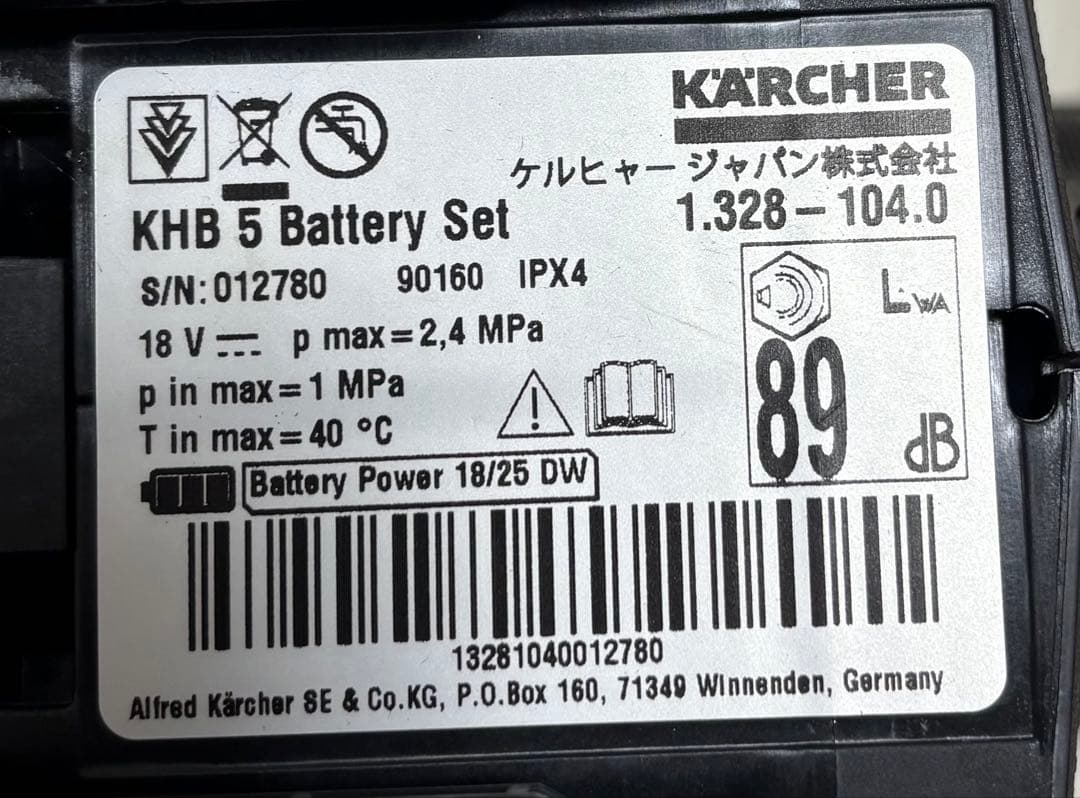 KÄRCHER
ケルヒャー ジャパン株式会社
1.328-104.0
KHB 5 Battery Set
S/N: 012780 90160 IPX4
18 V p max=2,4 MPa
p in max=1 MPa
T in max=40 °C
LWA
89
dB
Battery Power 18/25 DW
13281040012780
Alfred Kärcher SE & Co.KG, P.O.Box 160, 71349 Winnenden, Germany